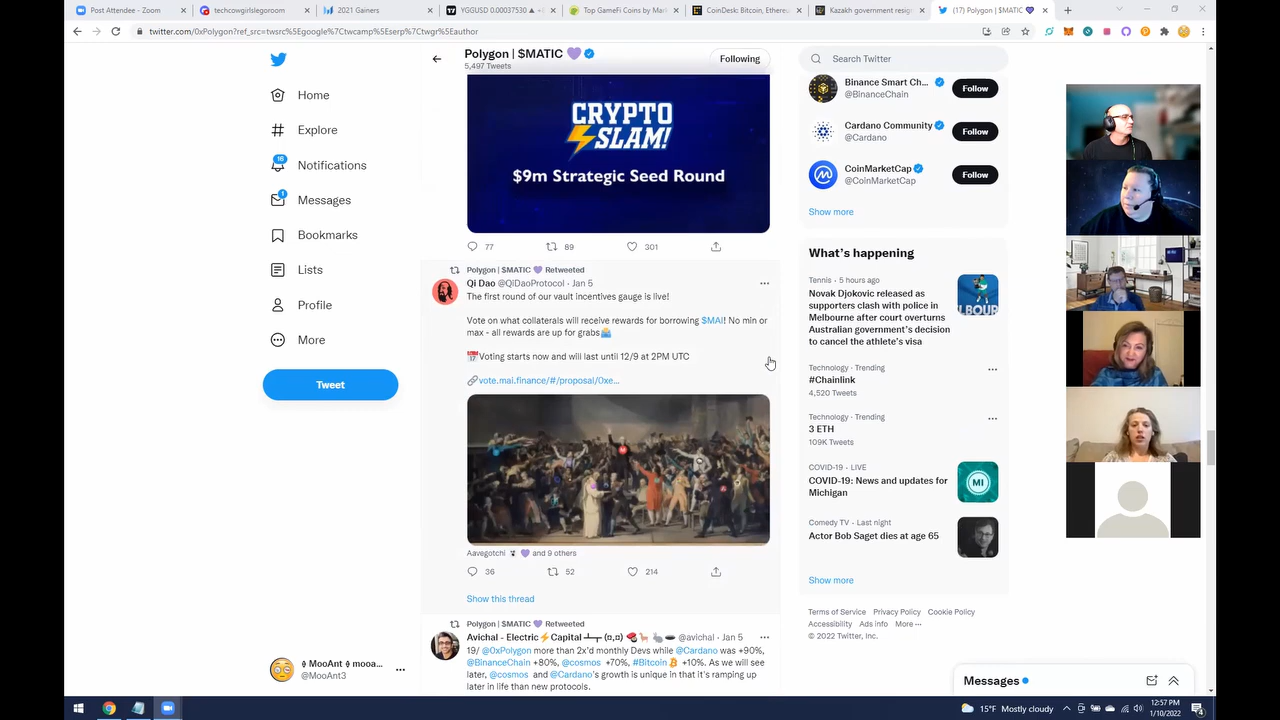 Post Attendee - Zoom
techcowgirlslegoroom
2021 Gainers
YGGUSD 0.00037530 ▲ +
Top GameFi Coins by Mar
CoinDesk: Bitcoin, Ethere
Kazakh government resig
(17) Polygon | $MATIC 💜
twitter.com/0xPolygon?ref_src=twsrc%5Egoogle%7Ctwcamp%5Eserp%7Ctwgr%5Eauthor
Polygon | $MATIC 💜
5,497 Tweets
Following
Search Twitter
Home
Explore
16
Notifications
1
Messages
Bookmarks
Lists
Profile
More
Tweet
MooAnt mooa...
@MooAnt3
CRYPTO
SLAM!
$9m Strategic Seed Round
77
89
301
Polygon | $MATIC 💜 Retweeted
Qi Dao @QiDaoProtocol · Jan 5
The first round of our vault incentives gauge is live!
Vote on what collaterals will receive rewards for borrowing $MAI! No min or
max - all rewards are up for grabs
Voting starts now and will last until 12/9 at 2PM UTC
vote.mai.finance/#/proposal/0xe...
Aavegotchi 💜 and 9 others
36
52
214
Show this thread
Polygon | $MATIC 💜 Retweeted
Avichal - Electric⚡Capital @avichal · Jan 5
19/ @0xPolygon more than 2x'd monthly Devs while @Cardano was +90%,
@BinanceChain +80%, @cosmos +70%, #Bitcoin +10%. As we will see
later, @cosmos and @Cardano's growth is unique in that it's ramping up
later in life than new protocols.
Binance Smart Ch...
@BinanceChain
Follow
Cardano Community
@Cardano
Follow
CoinMarketCap
@CoinMarketCap
Follow
Show more
What's happening
Tennis · 5 hours ago
Novak Djokovic released as
supporters clash with police in
Melbourne after court overturns
Australian government's decision
to cancel the athlete's visa
Technology · Trending
#Chainlink
4,520 Tweets
Technology · Trending
3 ETH
109K Tweets
COVID-19 · LIVE
COVID-19: News and updates for
Michigan
MI
Comedy TV · Last night
Actor Bob Saget dies at age 65
Show more
Terms of Service Privacy Policy Cookie Policy
Accessibility Ads info More ···
© 2022 Twitter, Inc.
Messages
15°F Mostly cloudy
12:57 PM
1/10/2022
4